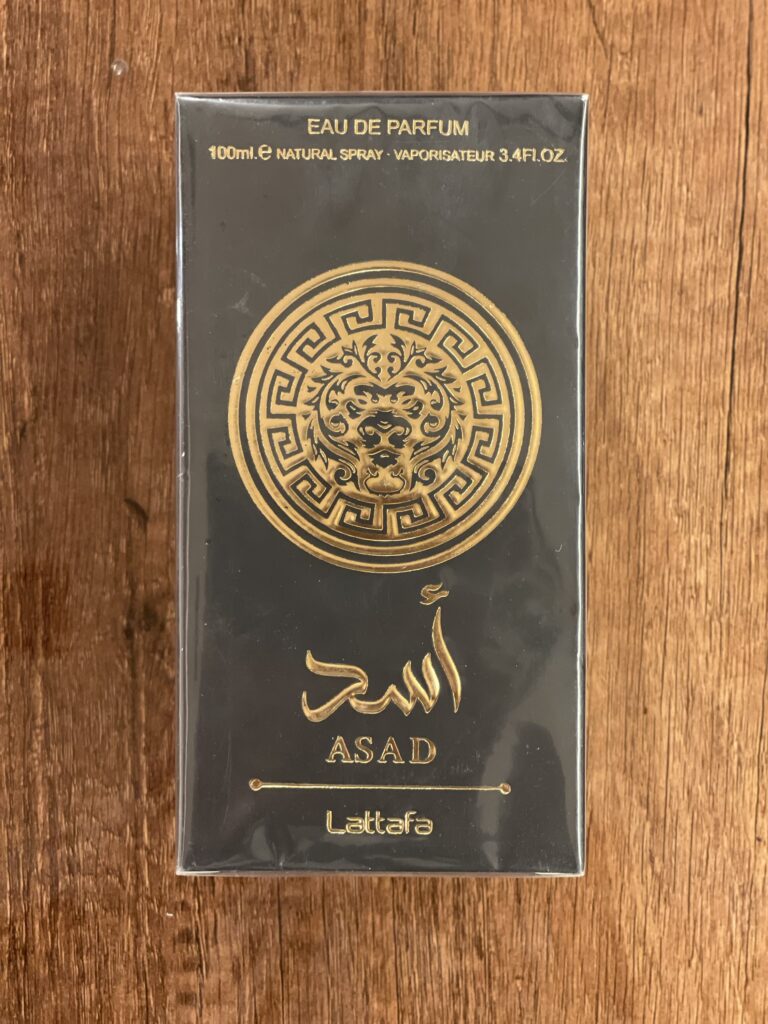 EAU DE PARFUM
100ml.℮ NATURAL SPRAY · VAPORISATEUR 3.4FL.OZ.
أسد
ASAD
Lattafa